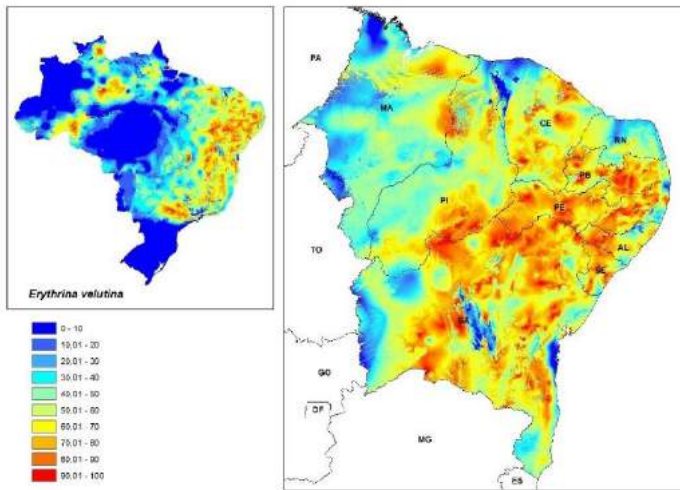 Erythrina velutina
0 - 10
10,01 - 20
20,01 - 30
30,01 - 40
40,01 - 50
50,01 - 60
60,01 - 70
70,01 - 80
80,01 - 90
90,01 - 100
PA
MA
CE
RN
PB
PI
PE
AL
SE
TO
BA
GO
DF
MG
ES